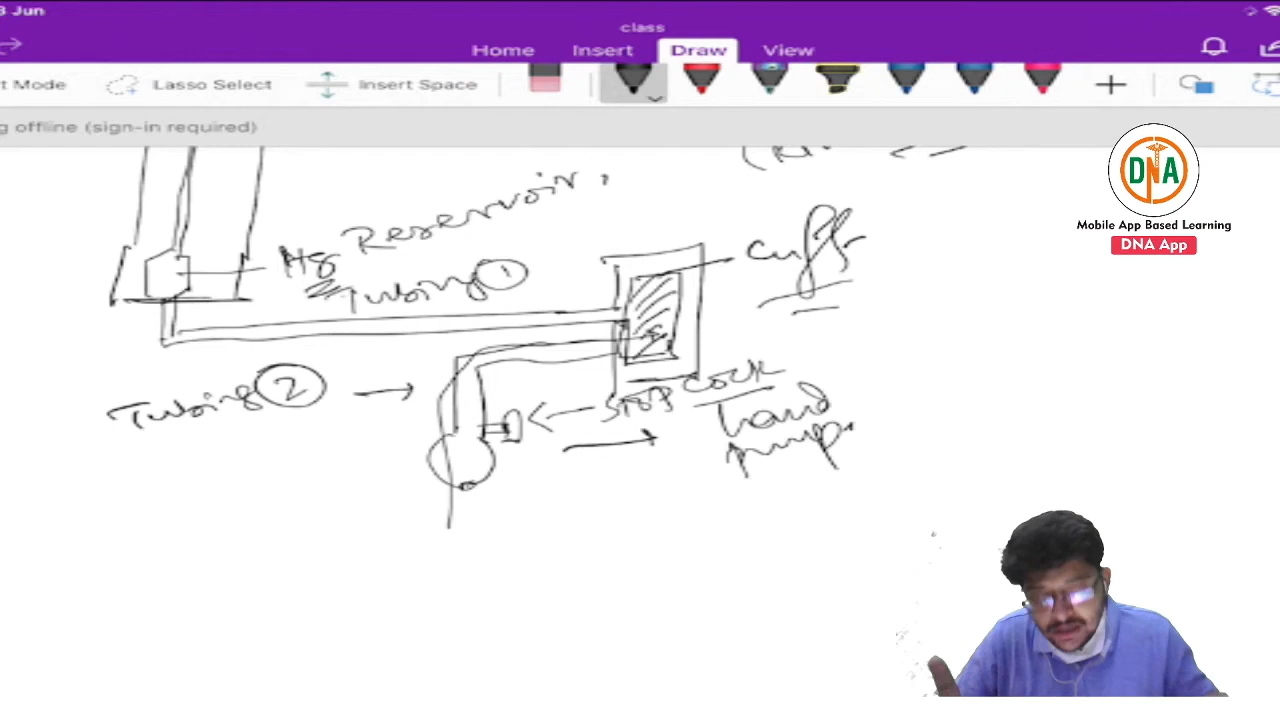 3 Jun
class
Home Insert Draw View
t Mode Lasso Select Insert Space
g offline (sign-in required)
DNA
Mobile App Based Learning
DNA App
Hg Reservoir
Tubing ①
Cuff
Tubing ②
Stop Cock
hand
pump